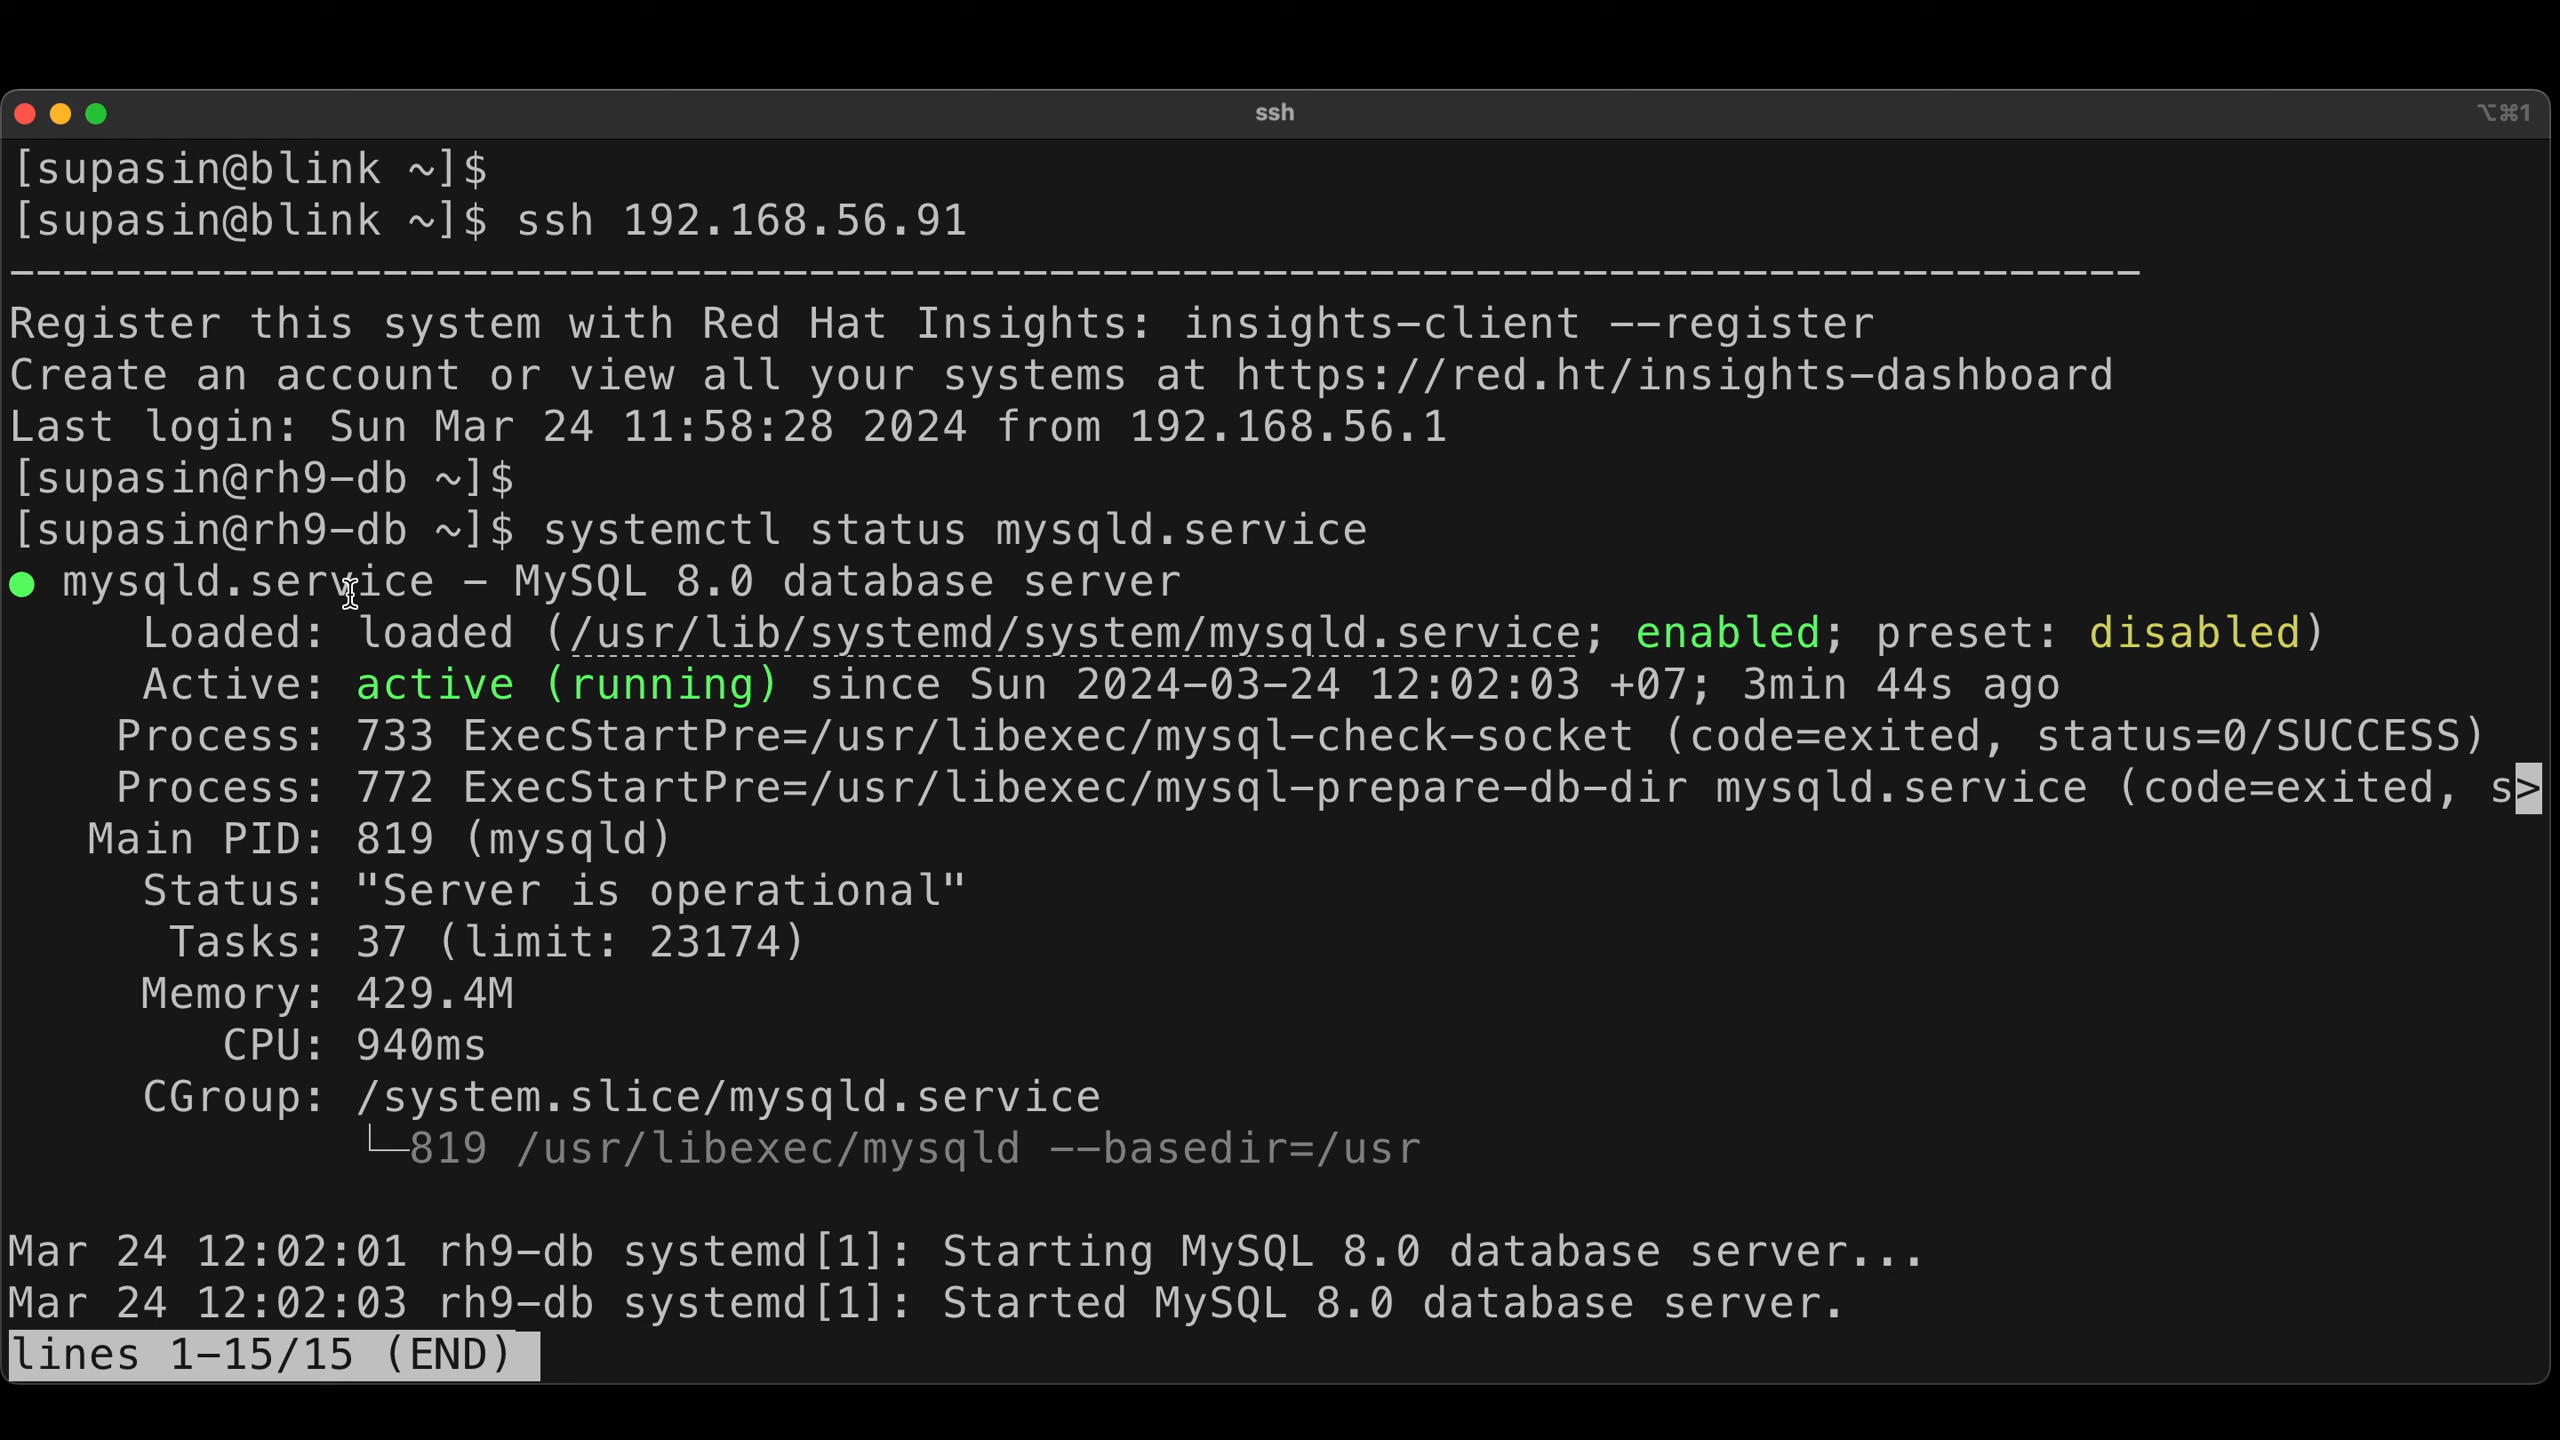 ssh
⌥⌘1
[supasin@blink ~]$
[supasin@blink ~]$ ssh 192.168.56.91
--------------------------------------------------------------------------------
Register this system with Red Hat Insights: insights-client --register
Create an account or view all your systems at https://red.ht/insights-dashboard
Last login: Sun Mar 24 11:58:28 2024 from 192.168.56.1
[supasin@rh9-db ~]$
[supasin@rh9-db ~]$ systemctl status mysqld.service
● mysqld.service - MySQL 8.0 database server
     Loaded: loaded (/usr/lib/systemd/system/mysqld.service; enabled; preset: disabled)
     Active: active (running) since Sun 2024-03-24 12:02:03 +07; 3min 44s ago
    Process: 733 ExecStartPre=/usr/libexec/mysql-check-socket (code=exited, status=0/SUCCESS)
    Process: 772 ExecStartPre=/usr/libexec/mysql-prepare-db-dir mysqld.service (code=exited, s>
   Main PID: 819 (mysqld)
     Status: "Server is operational"
      Tasks: 37 (limit: 23174)
     Memory: 429.4M
        CPU: 940ms
     CGroup: /system.slice/mysqld.service
             └─819 /usr/libexec/mysqld --basedir=/usr
Mar 24 12:02:01 rh9-db systemd[1]: Starting MySQL 8.0 database server...
Mar 24 12:02:03 rh9-db systemd[1]: Started MySQL 8.0 database server.
lines 1-15/15 (END)